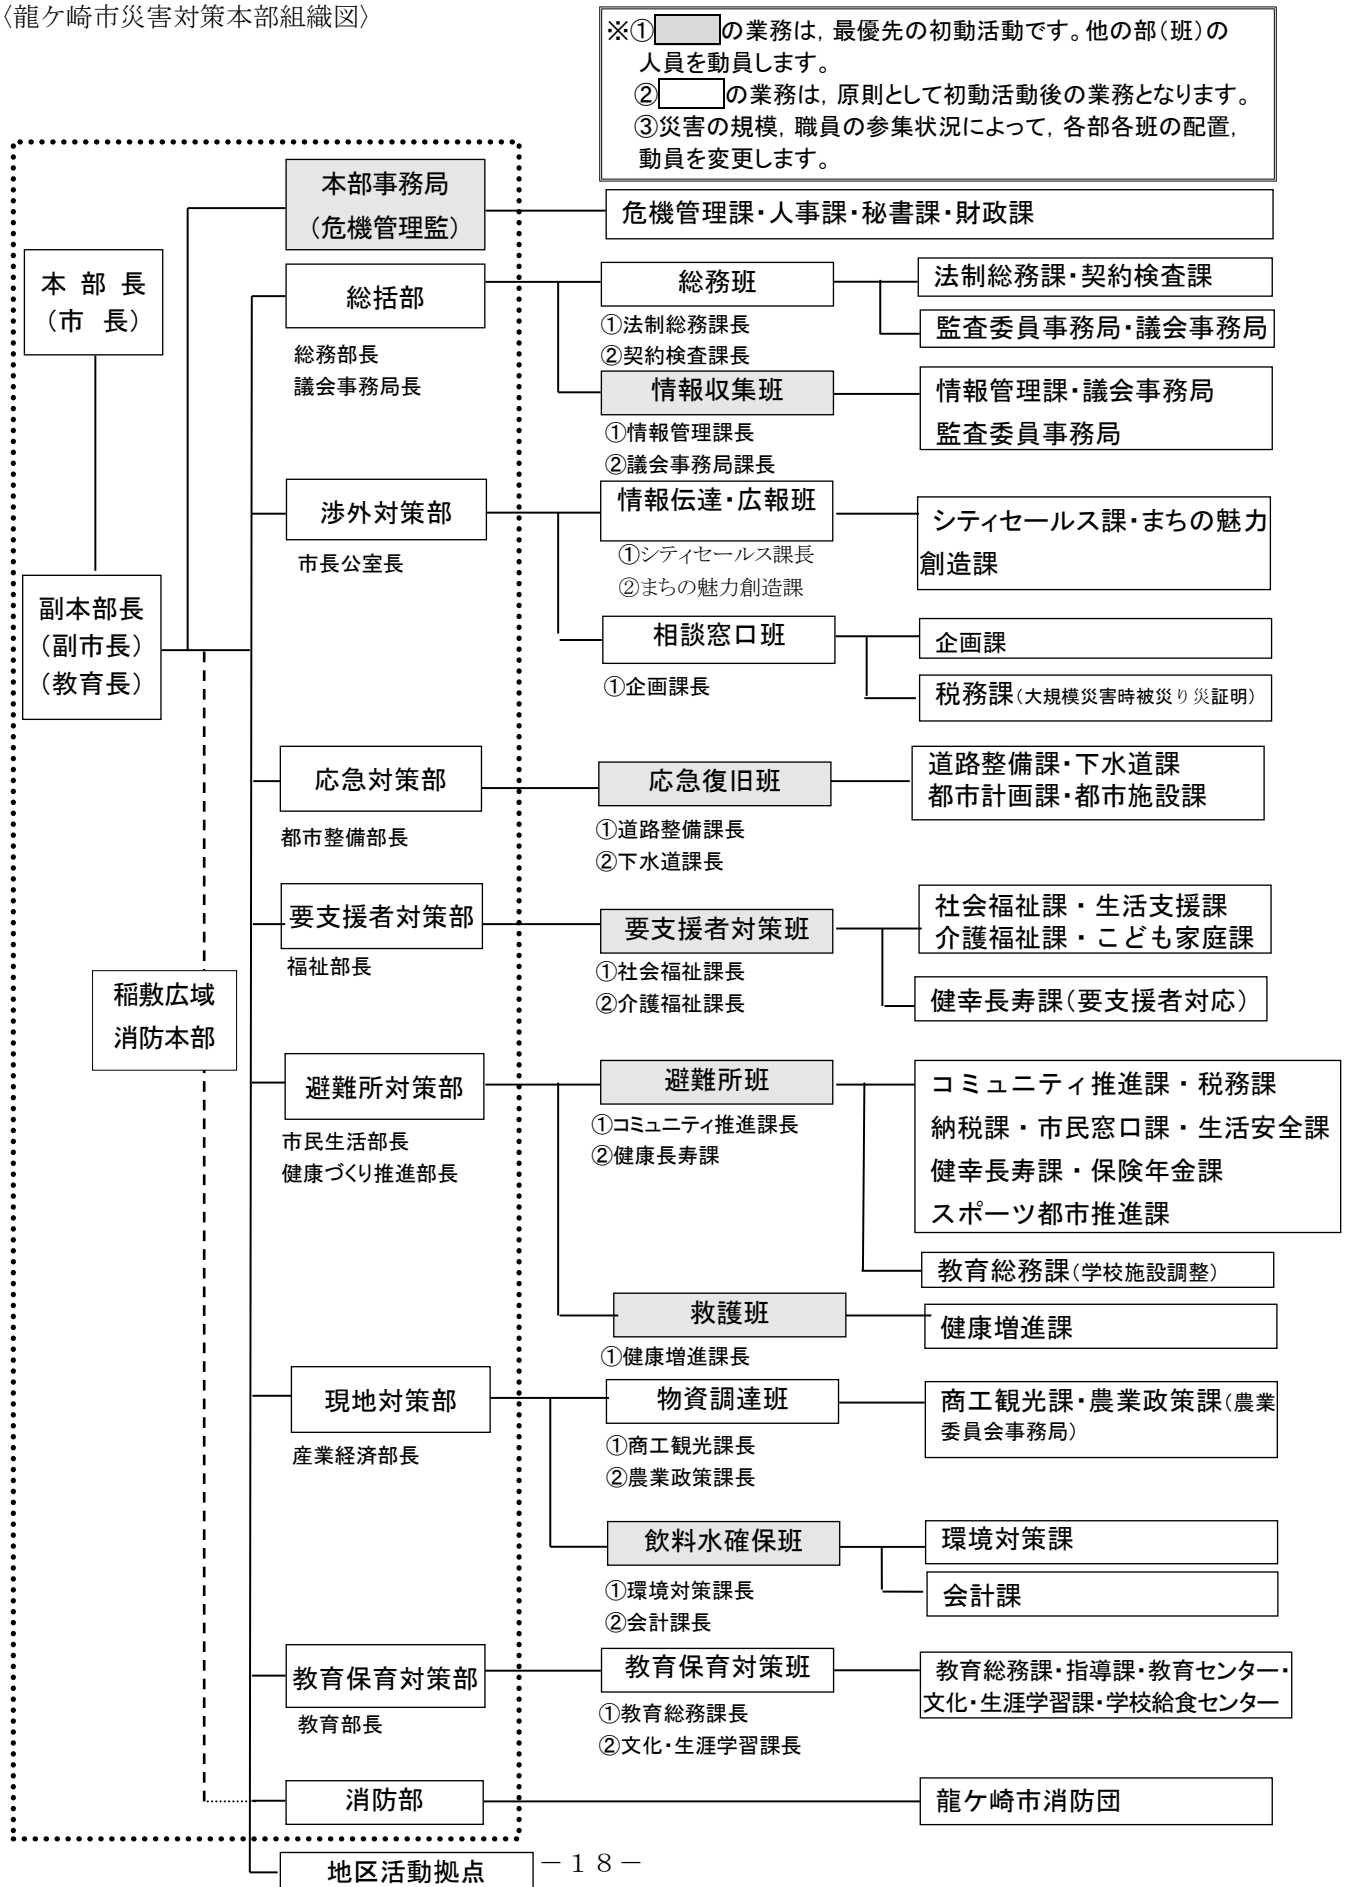 〈龍ケ崎市災害対策本部組織図〉
※①　　の業務は，最優先の初動活動です。他の部（班）の
人員を動員します。
②　　の業務は，原則として初動活動後の業務となります。
③災害の規模，職員の参集状況によって，各部各班の配置，
動員を変更します。
本部事務局
（危機管理監）
危機管理課・人事課・秘書課・財政課
本 部 長
（市 長）
総括部
総務部長
議会事務局長
総務班
①法制総務課長
②契約検査課長
法制総務課・契約検査課
監査委員事務局・議会事務局
情報収集班
①情報管理課長
②議会事務局課長
情報管理課・議会事務局
監査委員事務局
渉外対策部
市長公室長
情報伝達・広報班
①シティセールス課長
②まちの魅力創造課
シティセールス課・まちの魅力
創造課
副本部長
（副市長）
（教育長）
相談窓口班
①企画課長
企画課
税務課（大規模災害時被災り災証明）
応急対策部
都市整備部長
応急復旧班
①道路整備課長
②下水道課長
道路整備課・下水道課
都市計画課・都市施設課
要支援者対策部
福祉部長
要支援者対策班
①社会福祉課長
②介護福祉課長
社会福祉課・生活支援課
介護福祉課・こども家庭課
健幸長寿課（要支援者対応）
稲敷広域
消防本部
避難所対策部
市民生活部長
健康づくり推進部長
避難所班
①コミュニティ推進課長
②健康長寿課
コミュニティ推進課・税務課
納税課・市民窓口課・生活安全課
健幸長寿課・保険年金課
スポーツ都市推進課
教育総務課（学校施設調整）
救護班
①健康増進課長
健康増進課
現地対策部
産業経済部長
物資調達班
①商工観光課長
②農業政策課長
商工観光課・農業政策課（農業
委員会事務局）
飲料水確保班
①環境対策課長
②会計課長
環境対策課
会計課
教育保育対策部
教育部長
教育保育対策班
①教育総務課長
②文化・生涯学習課長
教育総務課・指導課・教育センター・
文化・生涯学習課・学校給食センター
消防部
龍ケ崎市消防団
地区活動拠点
－１８－